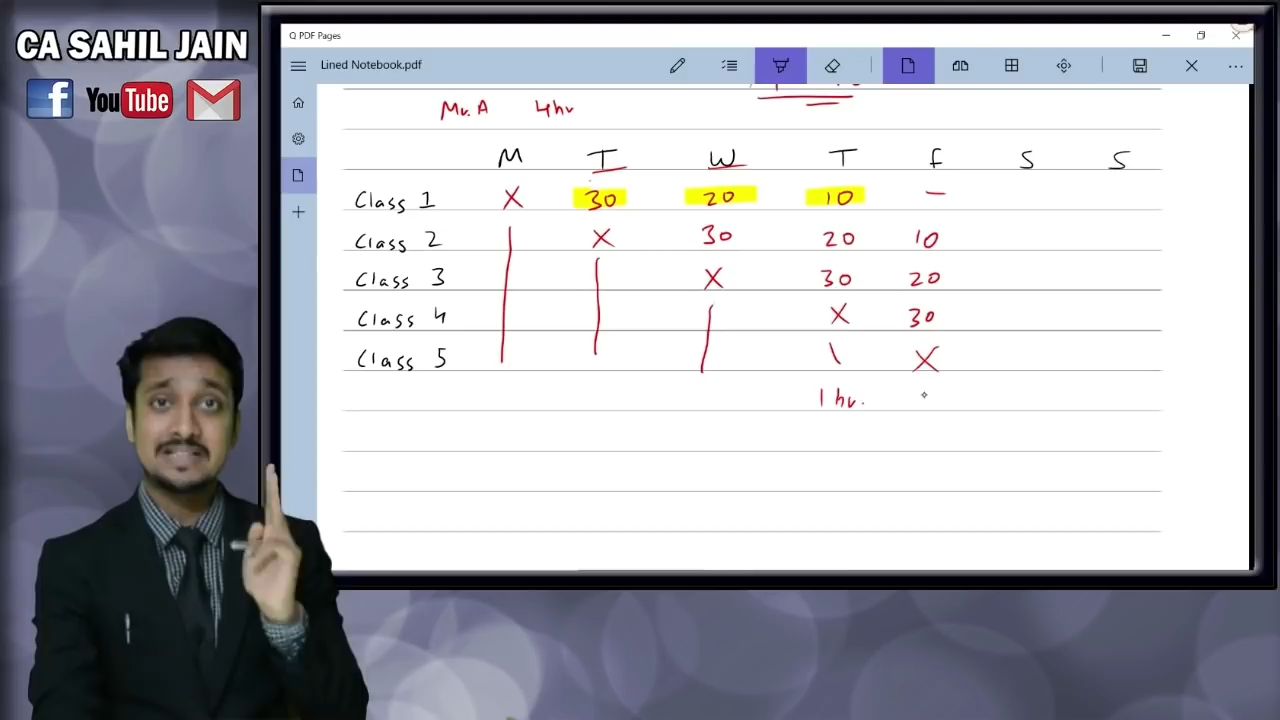 CA SAHIL JAIN
f You Tube
Q PDF Pages
Lined Notebook.pdf
Mr. A 4hr
M T W T f S S
Class 1 X 30 20 10 –
Class 2 X 30 20 10
Class 3 X 30 20
Class 4 X 30
Class 5 X
1 hr.